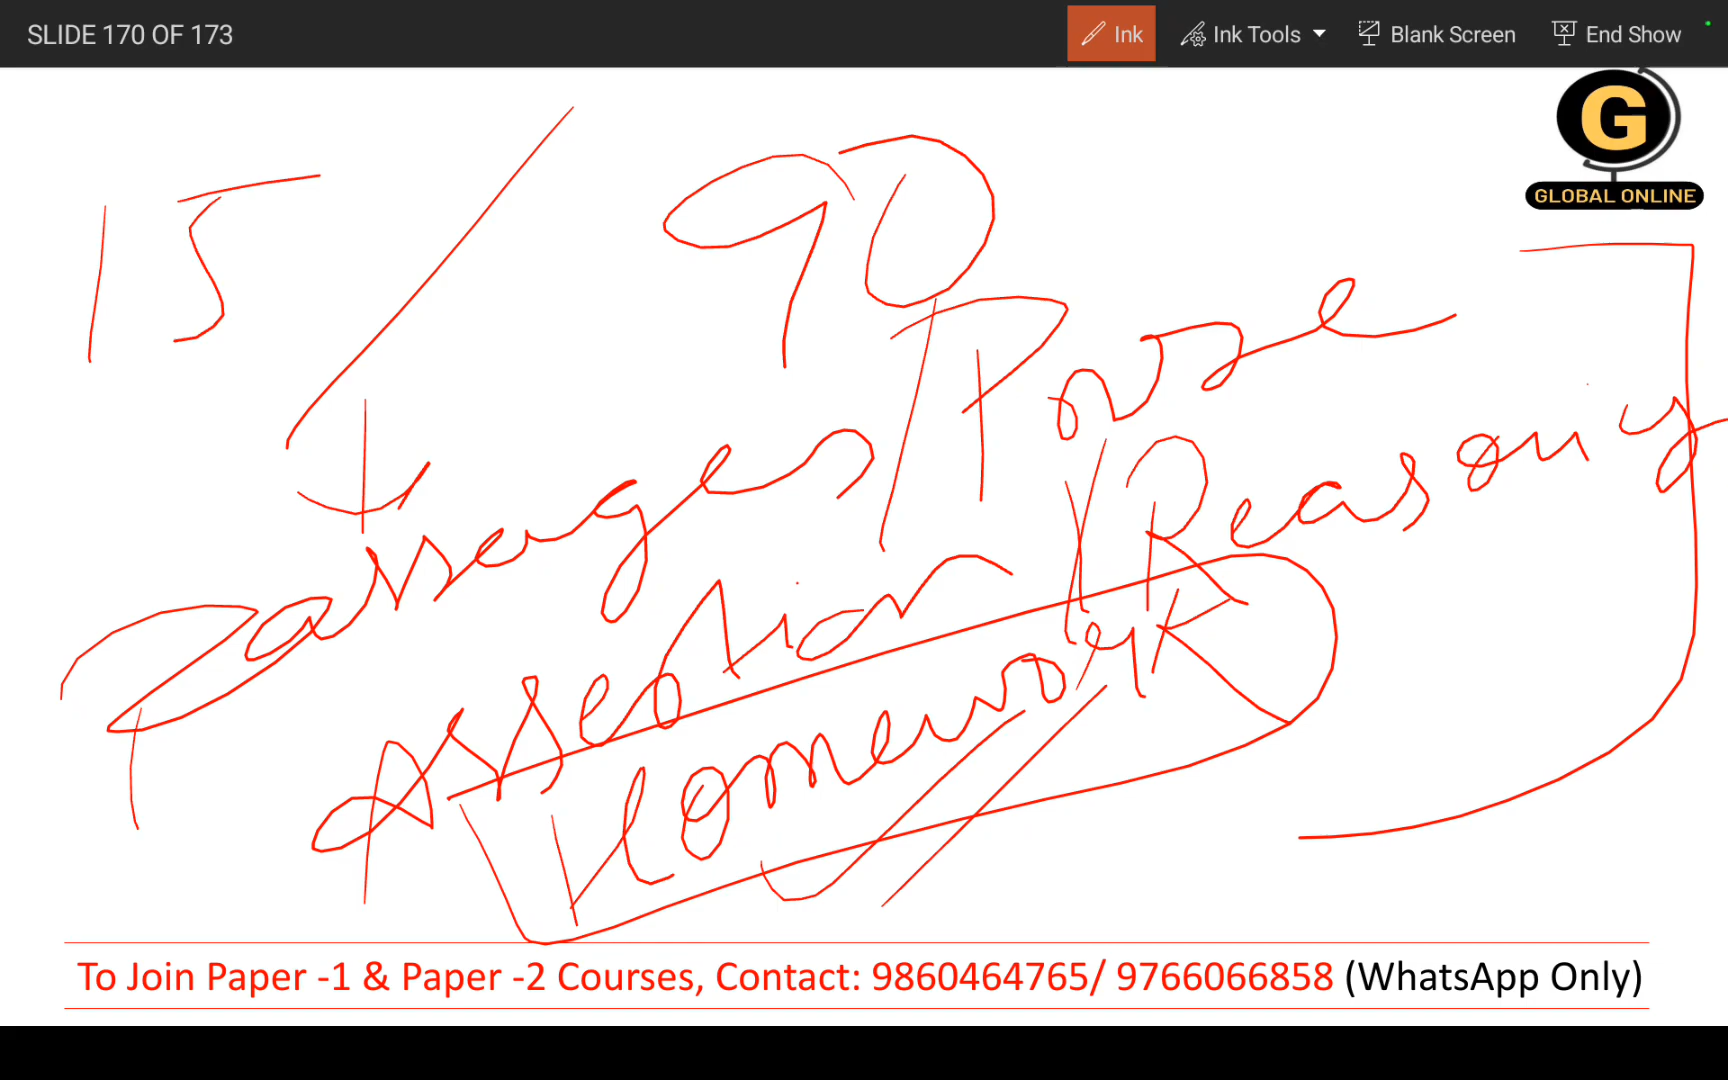 SLIDE 170 OF 173 Ink Ink Tools Blank Screen End Show
G
GLOBAL ONLINE
15 / 90
Passages / Prose
Assertion / Reasoning
Homework
To Join Paper -1 & Paper -2 Courses, Contact: 9860464765/ 9766066858 (WhatsApp Only)